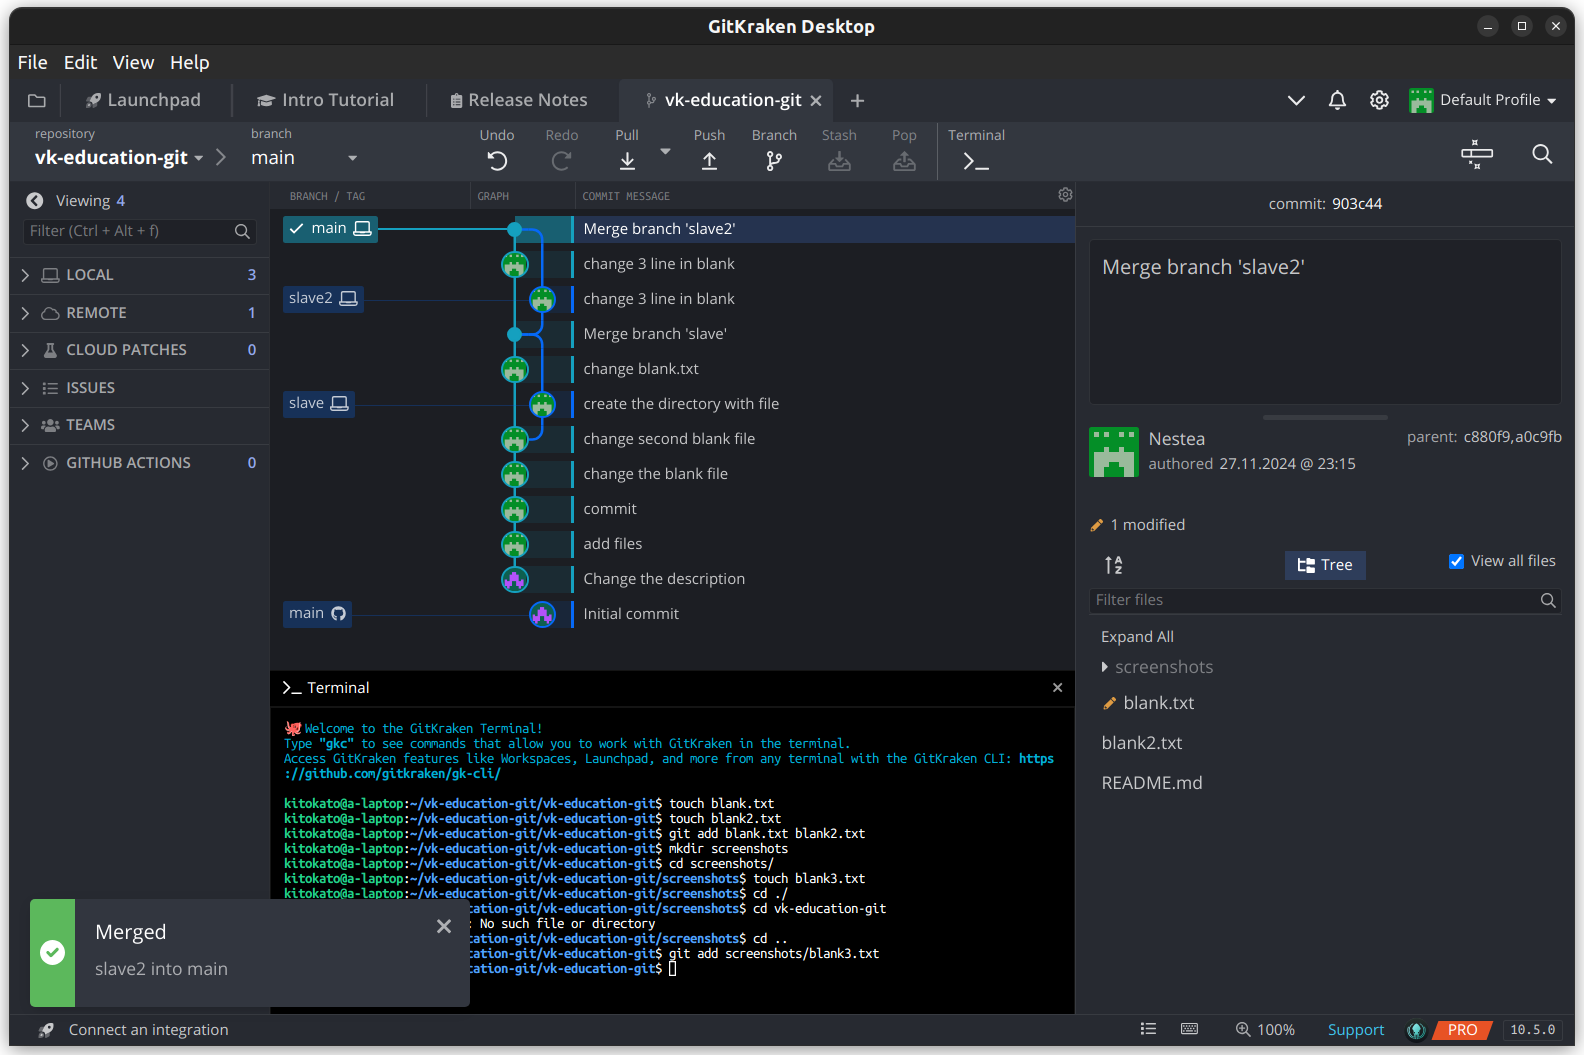 GitKraken Desktop
File Edit View Help
Launchpad
Intro Tutorial
Release Notes
vk-education-git
Default Profile
repository
vk-education-git
branch
main
Undo
Redo
Pull
Push
Branch
Stash
Pop
Terminal
Viewing 4
Filter (Ctrl + Alt + f)
LOCAL 3
REMOTE 1
CLOUD PATCHES 0
ISSUES
TEAMS
GITHUB ACTIONS 0
BRANCH / TAG
GRAPH
COMMIT MESSAGE
main Merge branch 'slave2'
change 3 line in blank
slave2 change 3 line in blank
Merge branch 'slave'
change blank.txt
slave create the directory with file
change second blank file
change the blank file
commit
add files
Change the description
main Initial commit
Terminal
Welcome to the GitKraken Terminal!
Type "gkc" to see commands that allow you to work with GitKraken in the terminal.
Access GitKraken features like Workspaces, Launchpad, and more from any terminal with the GitKraken CLI: https
://github.com/gitkraken/gk-cli/
kitokato@a-laptop:~/vk-education-git/vk-education-git$ touch blank.txt
kitokato@a-laptop:~/vk-education-git/vk-education-git$ touch blank2.txt
kitokato@a-laptop:~/vk-education-git/vk-education-git$ git add blank.txt blank2.txt
kitokato@a-laptop:~/vk-education-git/vk-education-git$ mkdir screenshots
kitokato@a-laptop:~/vk-education-git/vk-education-git$ cd screenshots/
kitokato@a-laptop:~/vk-education-git/vk-education-git/screenshots$ touch blank3.txt
kitokato@a-laptop:~/vk-education-git/vk-education-git/screenshots$ cd ./
cation-git/vk-education-git/screenshots$ cd vk-education-git
: No such file or directory
cation-git/vk-education-git/screenshots$ cd ..
cation-git/vk-education-git$ git add screenshots/blank3.txt
cation-git/vk-education-git$
Merged
slave2 into main
commit: 903c44
Merge branch 'slave2'
Nestea
authored 27.11.2024 @ 23:15
parent: c880f9,a0c9fb
1 modified
A
Z
Tree
View all files
Filter files
Expand All
screenshots
blank.txt
blank2.txt
README.md
Connect an integration
100%
Support
PRO
10.5.0